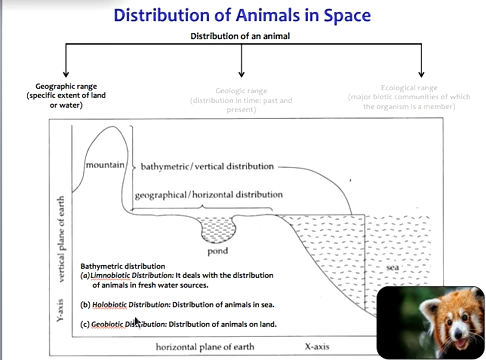 Distribution of Animals in Space
Distribution of an animal
Geographic range
(specific extent of land
or water)
Geologic range
(distribution in time: past and
present)
Ecological range
(major biotic communities of which
the organism is a member)
mountain
bathymetric/vertical distribution
geographical/horizontal distribution
pond
sea
Y-axis vertical plane of earth
Bathymetric distribution
(a)Limnobiotic Distribution: It deals with the distribution
of animals in fresh water sources.
(b) Holobiotic Distribution: Distribution of animals in sea.
(c) Geobiotic Distribution: Distribution of animals on land.
horizontal plane of earth X-axis